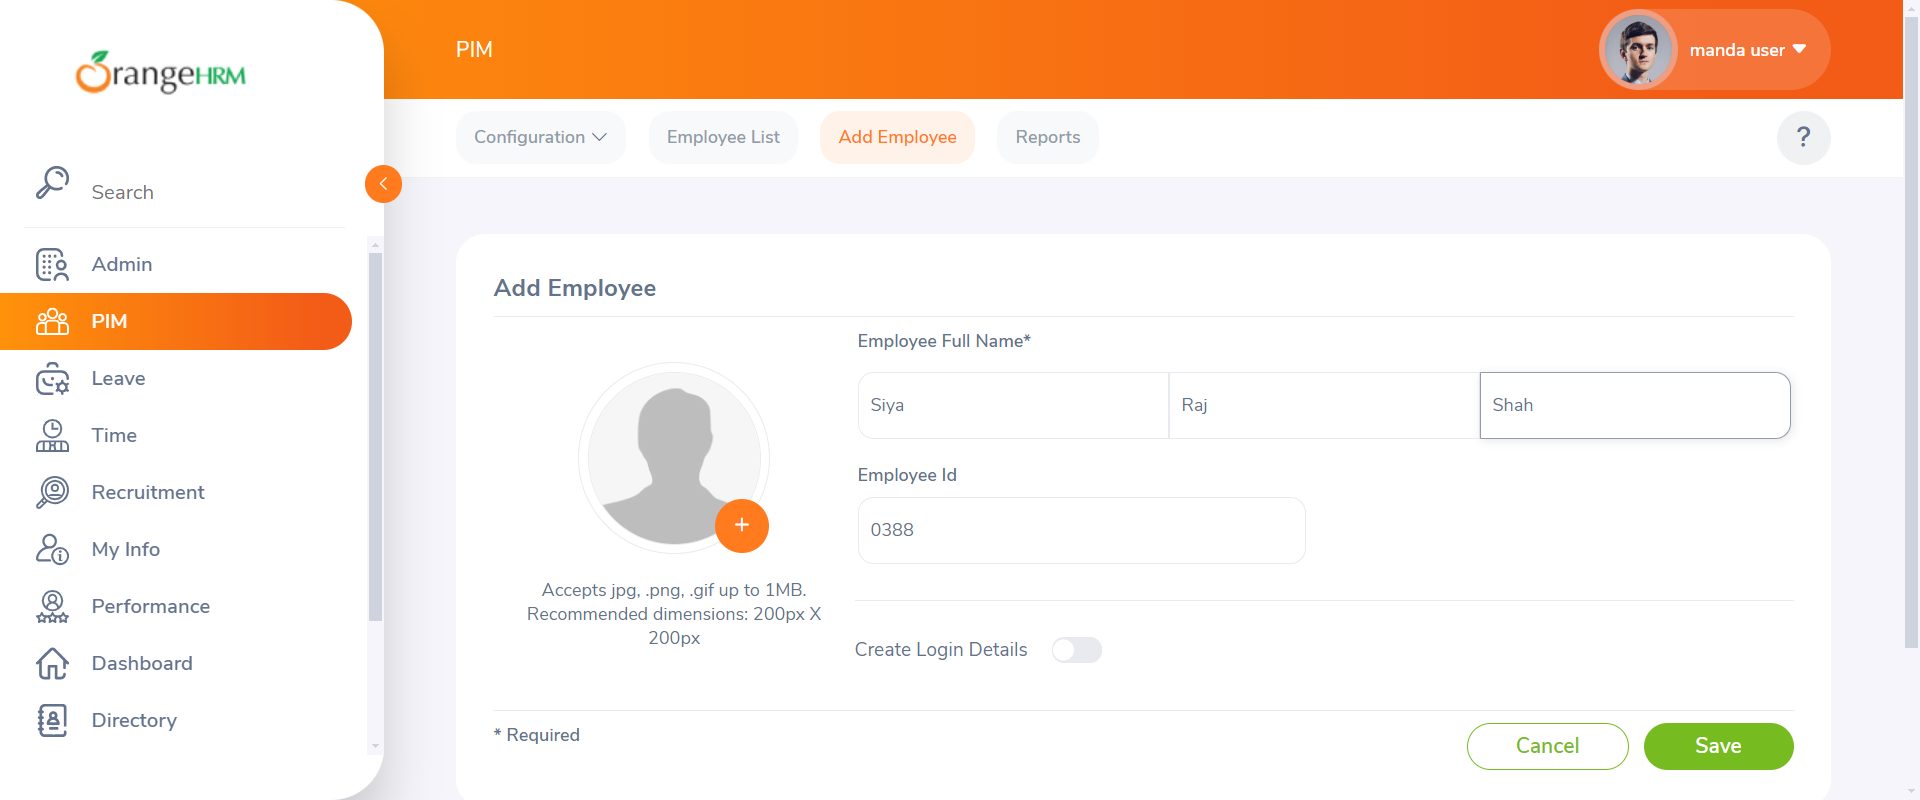 OrangeHRM
Search
Admin
PIM
Leave
Time
Recruitment
My Info
Performance
Dashboard
Directory
PIM
manda user
Configuration
Employee List
Add Employee
Reports
?
Add Employee
Accepts jpg, .png, .gif up to 1MB.
Recommended dimensions: 200px X
200px
Employee Full Name*
Siya
Raj
Shah
Employee Id
0388
Create Login Details
* Required
Cancel
Save